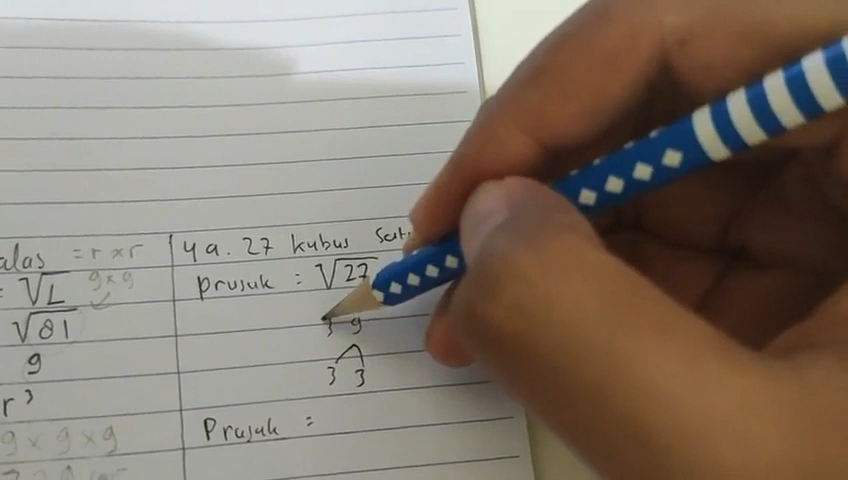 alas = r × r
= √L 9×9
√81
9
r³
9 × 9 × 9
4a. 27 kubus
prusuk : √27
3 9
3 3
Prusuk =